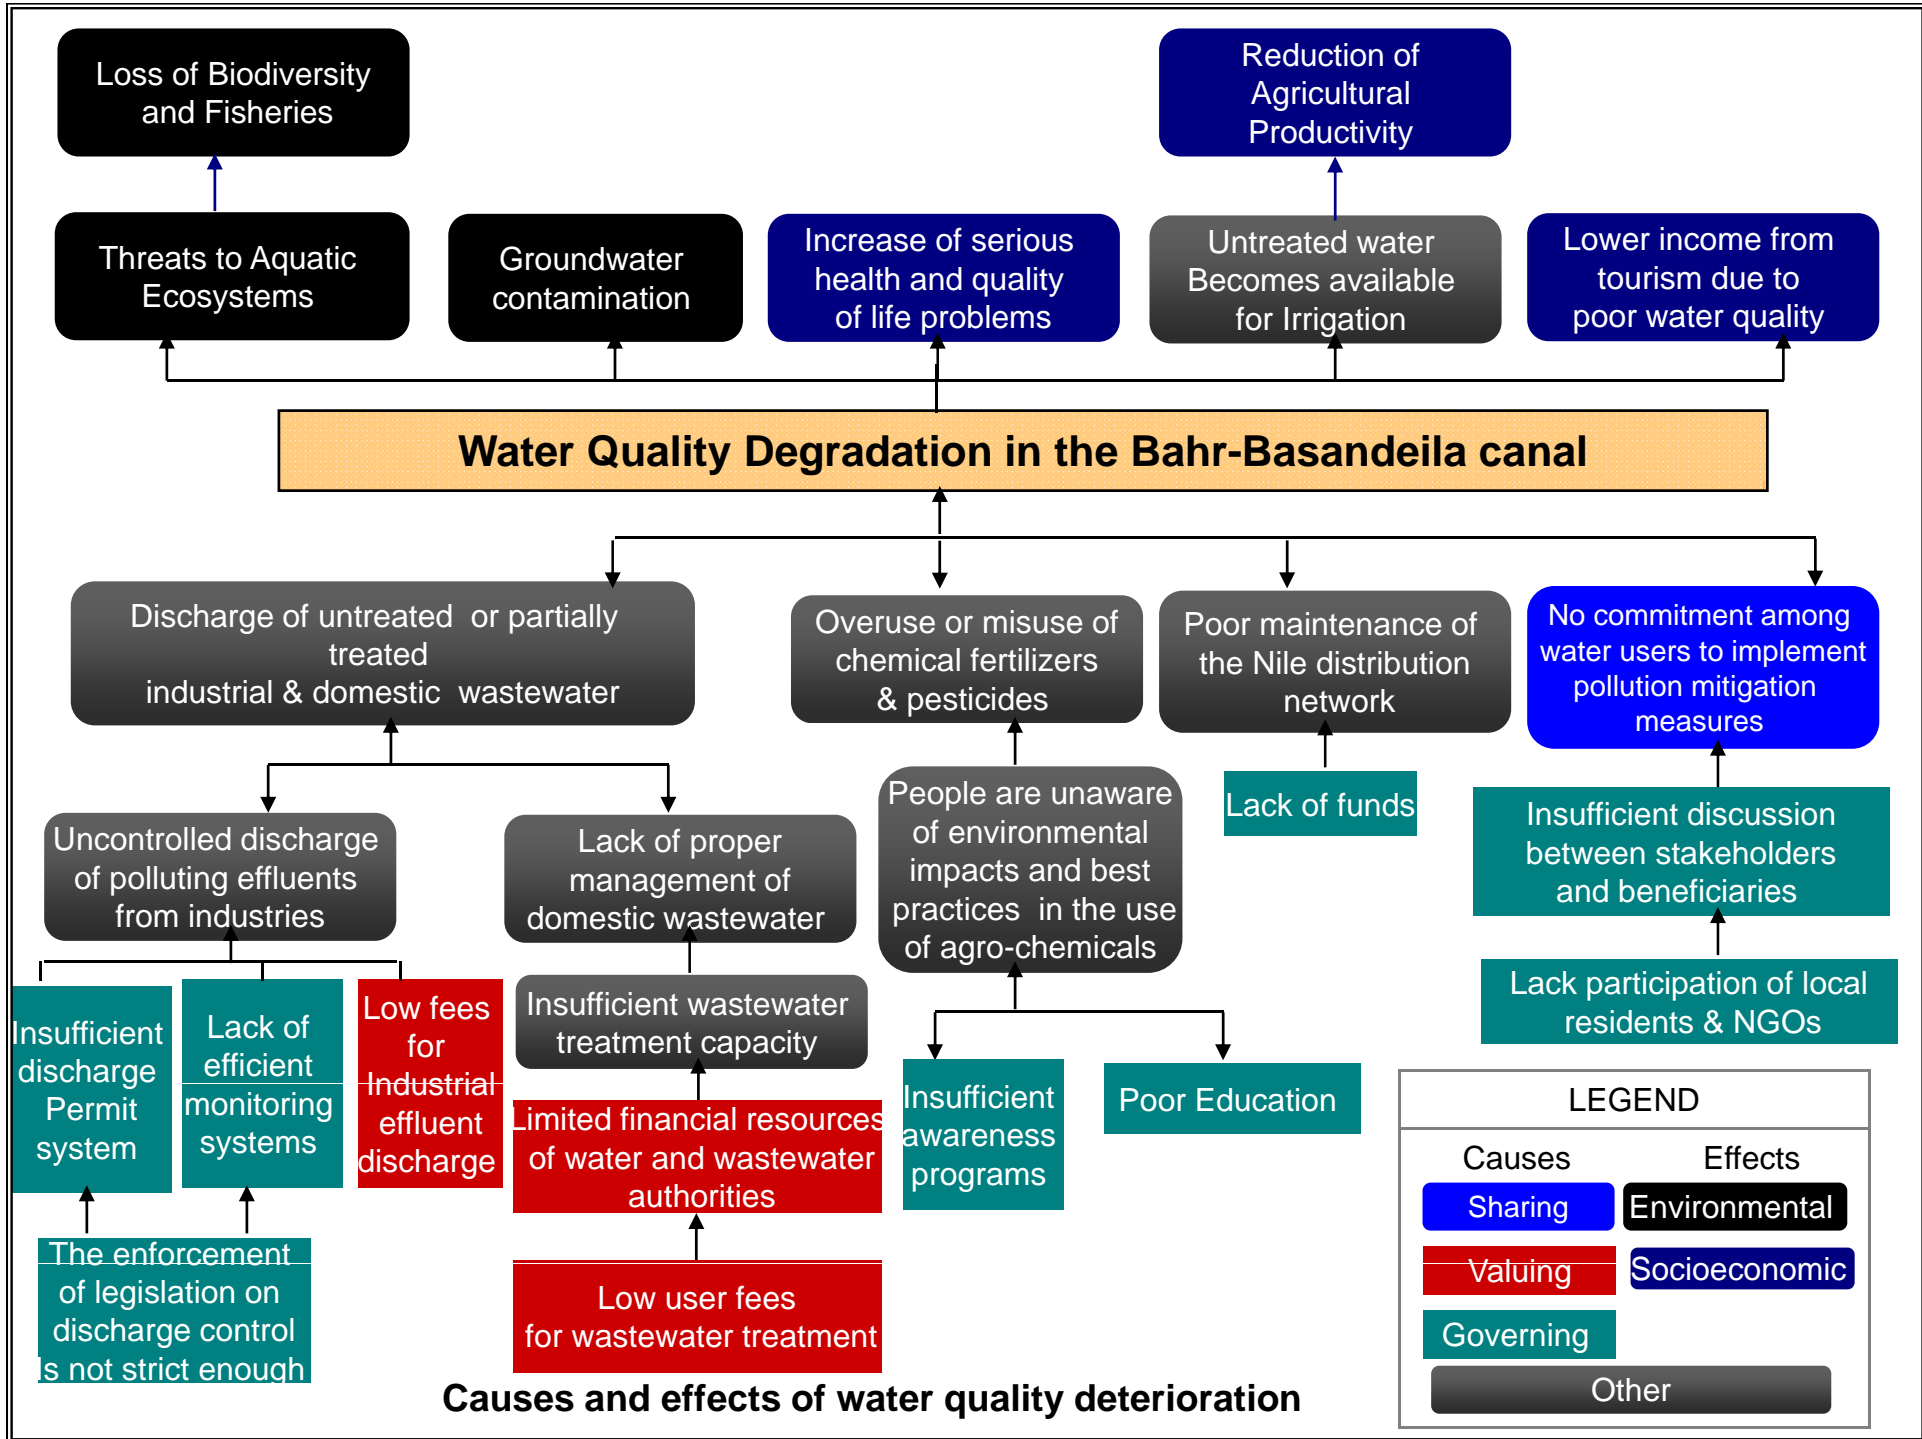 Loss of Biodiversity
and Fisheries
Reduction of
Agricultural
Productivity
Threats to Aquatic
Ecosystems
Groundwater
contamination
Increase of serious
health and quality
of life problems
Untreated water
Becomes available
for Irrigation
Lower income from
tourism due to
poor water quality
Water Quality Degradation in the Bahr-Basandeila canal
Discharge of untreated or partially
treated
industrial & domestic wastewater
Overuse or misuse of
chemical fertilizers
& pesticides
Poor maintenance of
the Nile distribution
network
No commitment among
water users to implement
pollution mitigation
measures
Uncontrolled discharge
of polluting effluents
from industries
Lack of proper
management of
domestic wastewater
People are unaware
of environmental
impacts and best
practices in the use
of agro-chemicals
Lack of funds
Insufficient discussion
between stakeholders
and beneficiaries
Lack participation of local
residents & NGOs
Insufficient
discharge
Permit
system
Lack of
efficient
monitoring
systems
Low fees
for
Industrial
effluent
discharge
Insufficient wastewater
treatment capacity
Limited financial resources
of water and wastewater
authorities
Insufficient
awareness
programs
Poor Education
The enforcement
of legislation on
discharge control
Is not strict enough
Low user fees
for wastewater treatment
LEGEND
Causes Effects
Sharing Environmental
Valuing Socioeconomic
Governing
Other
Causes and effects of water quality deterioration